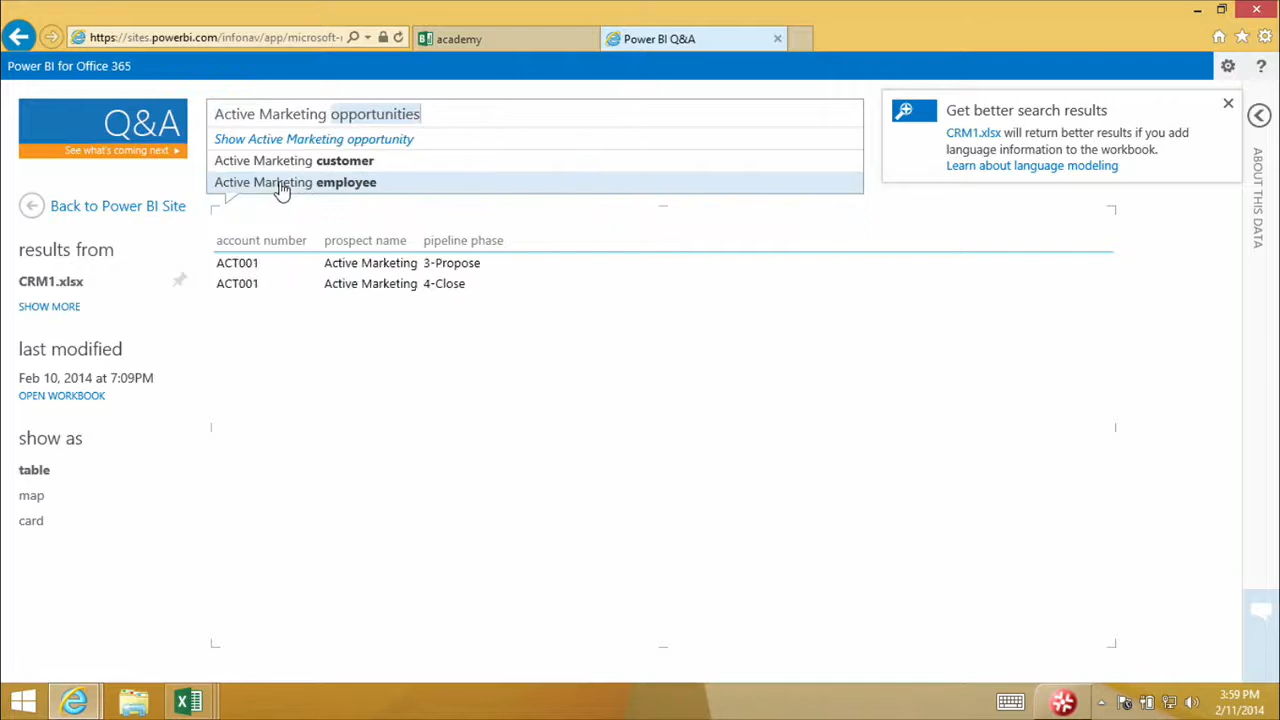 https://sites.powerbi.com/infonav/app/microsoft-
academy
Power BI Q&A
Power BI for Office 365
Q&A
See what's coming next
Active Marketing opportunities
Show Active Marketing opportunity
Active Marketing customer
Active Marketing employee
Get better search results
CRM1.xlsx will return better results if you add
language information to the workbook.
Learn about language modeling
ABOUT THIS DATA
Back to Power BI Site
results from
CRM1.xlsx
SHOW MORE
last modified
Feb 10, 2014 at 7:09PM
OPEN WORKBOOK
show as
table
map
card
account number prospect name pipeline phase
ACT001 Active Marketing 3-Propose
ACT001 Active Marketing 4-Close
3:59 PM
2/11/2014